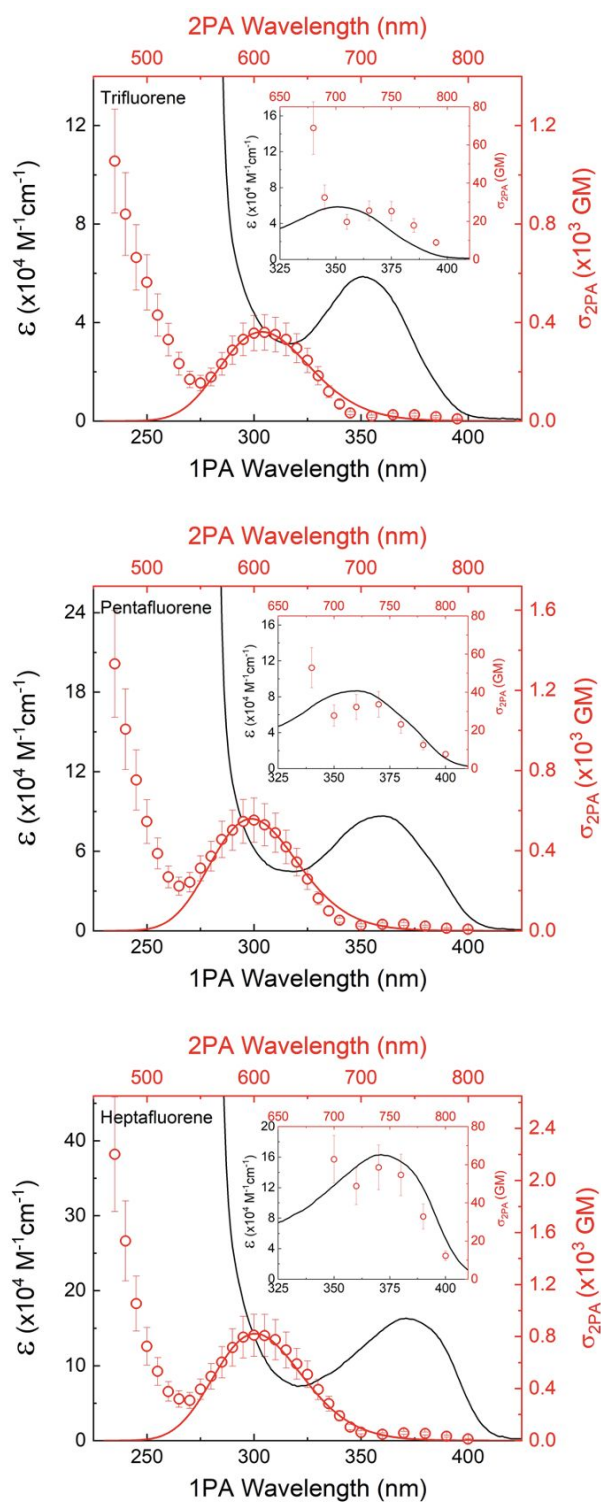 2PA Wavelength (nm)
500 600 700 800
Trifluorene
ε (x10⁴ M⁻¹cm⁻¹)
14
12
8
4
0
σ2PA (x10³ GM)
1.2
0.8
0.4
0.0
650 700 750 800
ε (x10⁴ M⁻¹cm⁻¹)
16
12
8
4
0
σ2PA (GM)
80
60
40
20
0
325 350 375 400
250 300 350 400
1PA Wavelength (nm)
2PA Wavelength (nm)
500 600 700 800
Pentafluorene
ε (x10⁴ M⁻¹cm⁻¹)
24
18
12
6
0
σ2PA (x10³ GM)
1.6
1.2
0.8
0.4
0.0
650 700 750 800
ε (x10⁴ M⁻¹cm⁻¹)
16
12
8
4
0
σ2PA (GM)
80
60
40
20
0
325 350 375 400
250 300 350 400
1PA Wavelength (nm)
2PA Wavelength (nm)
500 600 700 800
Heptafluorene
ε (x10⁴ M⁻¹cm⁻¹)
40
30
20
10
0
σ2PA (x10³ GM)
2.4
2.0
1.6
1.2
0.8
0.4
0.0
650 700 750 800
ε (x10⁴ M⁻¹cm⁻¹)
20
16
12
8
4
0
σ2PA (GM)
80
60
40
20
0
325 350 375 400
250 300 350 400
1PA Wavelength (nm)